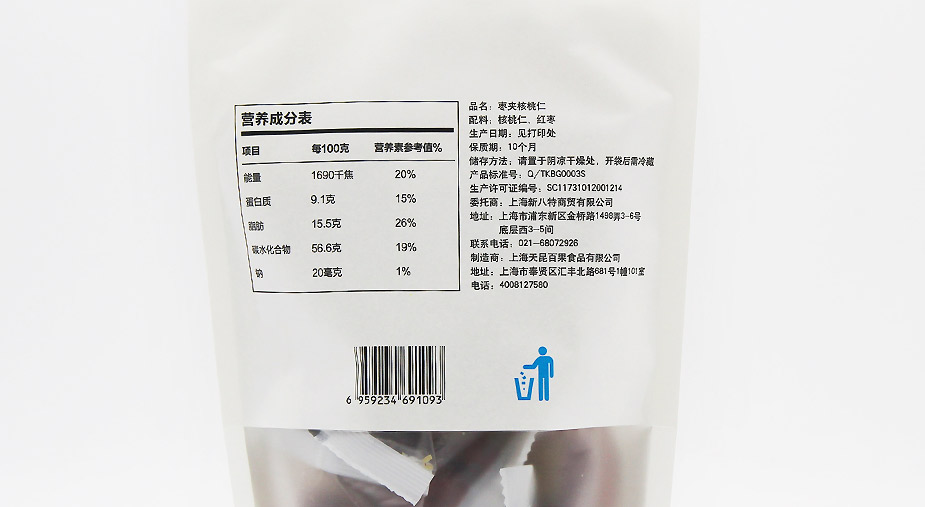 营养成分表
项目 每100克 营养素参考值%
能量 1690千焦 20%
蛋白质 9.1克 15%
脂肪 15.5克 26%
碳水化合物 56.6克 19%
钠 20毫克 1%
品名：枣夹核桃仁
配料：核桃仁、红枣
生产日期：见打印处
保质期：10个月
储存方法：请置于阴凉干燥处，开袋后需冷藏
产品标准号：Q/TKBG0003S
生产许可证编号：SC11731012001214
委托商：上海新八特商贸有限公司
地址：上海市浦东新区金桥路1498弄3-6号
底层西3-5间
联系电话：021-68072926
制造商：上海天昆百果食品有限公司
地址：上海市奉贤区汇丰北路681号1幢101室
电话：4008127580
6 959234 691093